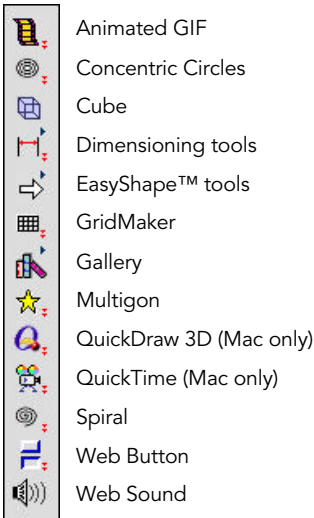 Animated GIF
Concentric Circles
Cube
Dimensioning tools
EasyShape™ tools
GridMaker
Gallery
Multigon
QuickDraw 3D (Mac only)
QuickTime (Mac only)
Spiral
Web Button
Web Sound